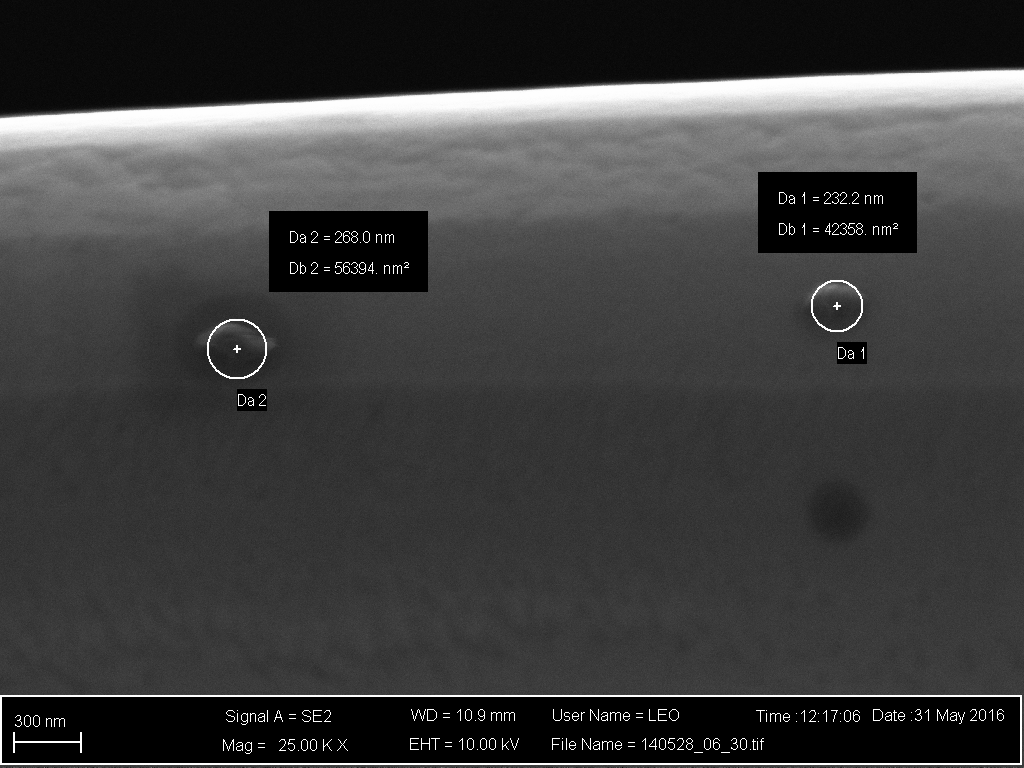 Da 1 = 232.2 nm
Db 1 = 42358. nm²
Da 2 = 268.0 nm
Db 2 = 56394. nm²
Da 1
Da 2
300 nm
Signal A = SE2
WD = 10.9 mm
User Name = LEO
Time :12:17:06
Date :31 May 2016
Mag = 25.00 K X
EHT = 10.00 kV
File Name = 140528_06_30.tif